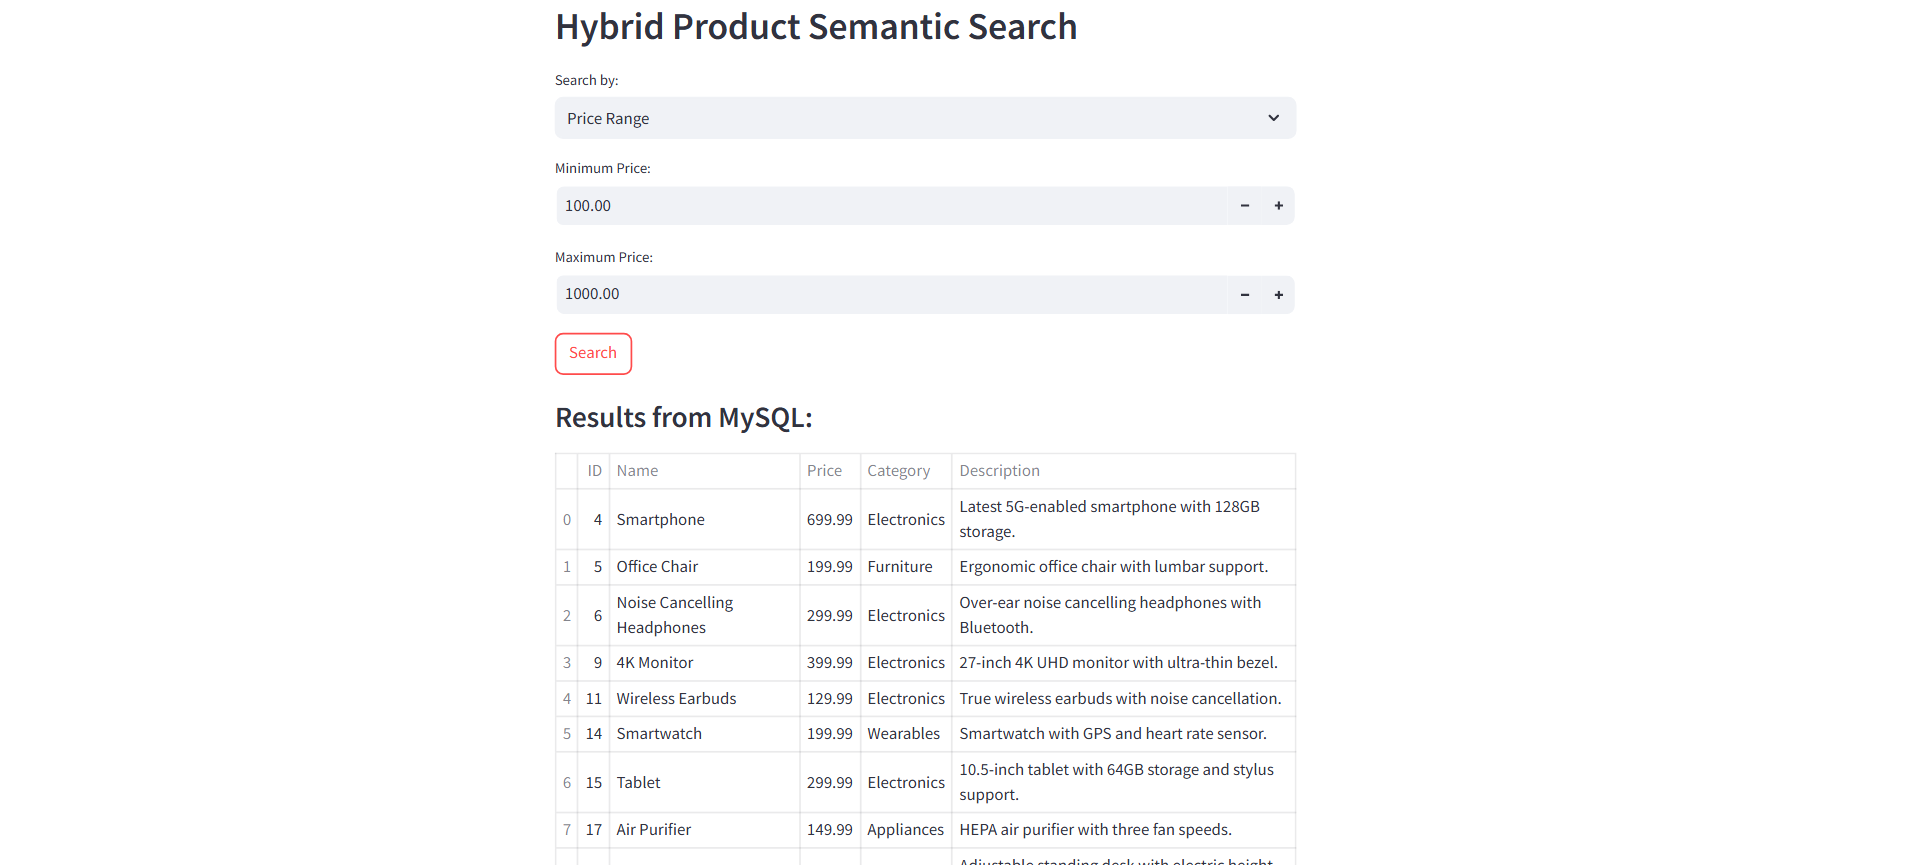 Hybrid Product Semantic Search
Search by:
Price Range
Minimum Price:
100.00
Maximum Price:
1000.00
Search
Results from MySQL:
ID Name Price Category Description
0 4 Smartphone 699.99 Electronics Latest 5G-enabled smartphone with 128GB
storage.
1 5 Office Chair 199.99 Furniture Ergonomic office chair with lumbar support.
2 6 Noise Cancelling
Headphones 299.99 Electronics Over-ear noise cancelling headphones with
Bluetooth.
3 9 4K Monitor 399.99 Electronics 27-inch 4K UHD monitor with ultra-thin bezel.
4 11 Wireless Earbuds 129.99 Electronics True wireless earbuds with noise cancellation.
5 14 Smartwatch 199.99 Wearables Smartwatch with GPS and heart rate sensor.
6 15 Tablet 299.99 Electronics 10.5-inch tablet with 64GB storage and stylus
support.
7 17 Air Purifier 149.99 Appliances HEPA air purifier with three fan speeds.
Adjustable standing desk with electric height